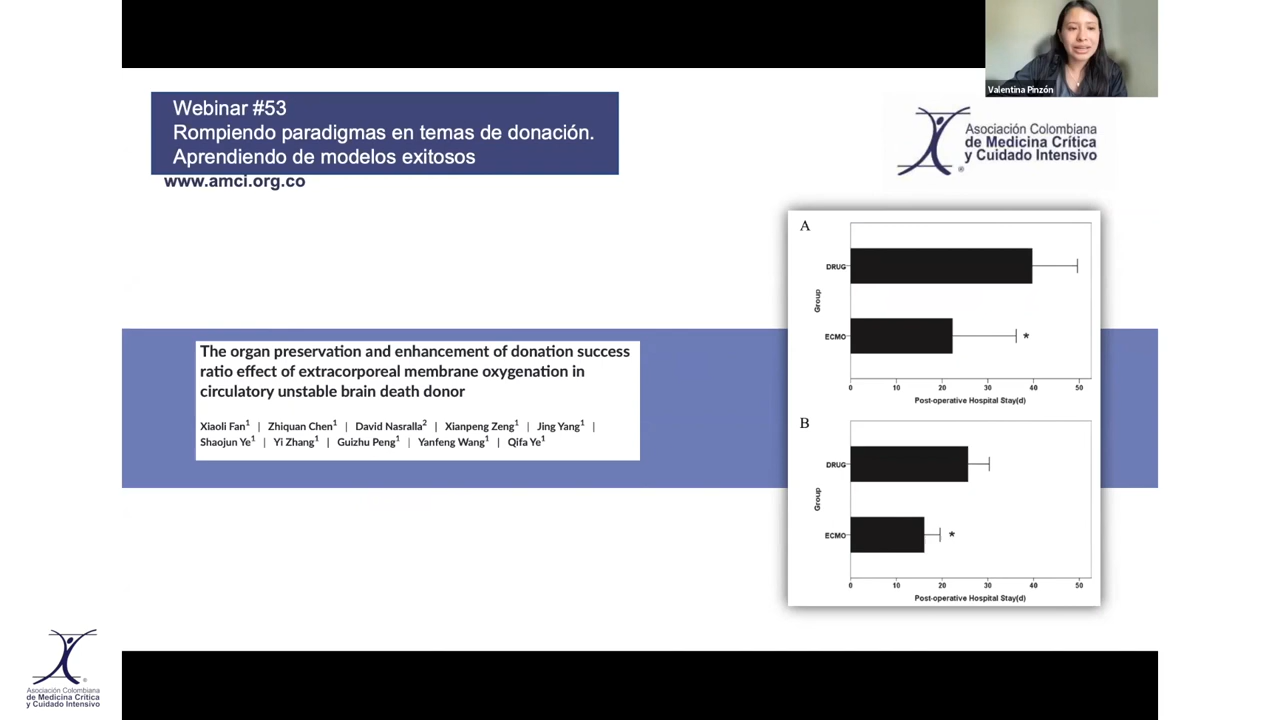 Valentina Pinzón
Webinar #53
Rompiendo paradigmas en temas de donación.
Aprendiendo de modelos exitosos
www.amci.org.co
Asociación Colombiana
de Medicina Crítica
y Cuidado Intensivo
®
The organ preservation and enhancement of donation success
ratio effect of extracorporeal membrane oxygenation in
circulatory unstable brain death donor
Xiaoli Fan1 | Zhiquan Chen1 | David Nasralla2 | Xianpeng Zeng1 | Jing Yang1 |
Shaojun Ye1 | Yi Zhang1 | Guizhu Peng1 | Yanfeng Wang1 | Qifa Ye1
A
DRUG
Group
ECMO
*
0 10 20 30 40 50
Post-operative Hospital Stay(d)
B
DRUG
Group
ECMO
*
0 10 20 30 40 50
Post-operative Hospital Stay(d)
®
Asociación Colombiana
de Medicina Crítica
y Cuidado Intensivo